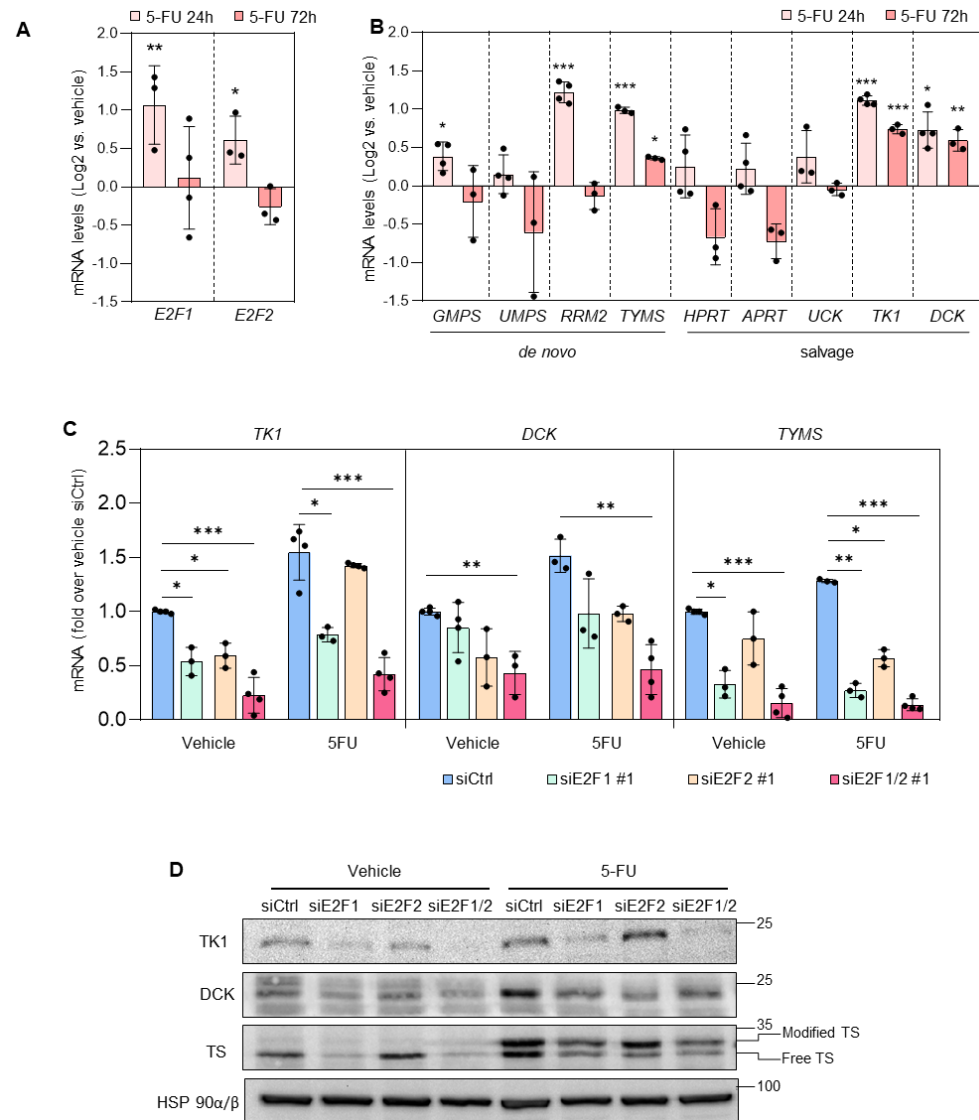 A
5-FU 24h 5-FU 72h
mRNA levels (Log2 vs. vehicle)
2.0
1.5
1.0
0.5
0.0
-0.5
-1.0
-1.5
** *
E2F1 E2F2
B
5-FU 24h 5-FU 72h
mRNA levels (Log2 vs. vehicle)
2.0
1.5
1.0
0.5
0.0
-0.5
-1.0
-1.5
* *** *** * *** *** * **
GMPS UMPS RRM2 TYMS HPRT APRT UCK TK1 DCK
de novo salvage
C
TK1 DCK TYMS
mRNA (fold over vehicle siCtrl)
2.5
2.0
1.5
1.0
0.5
0.0
*** * * *** * ** ** *** * *** * **
Vehicle 5FU Vehicle 5FU Vehicle 5FU
siCtrl siE2F1 #1 siE2F2 #1 siE2F1/2 #1
D
Vehicle 5-FU
siCtrl siE2F1 siE2F2 siE2F1/2 siCtrl siE2F1 siE2F2 siE2F1/2
TK1 25
DCK 25
TS 35
Modified TS
Free TS
HSP 90α/β 100